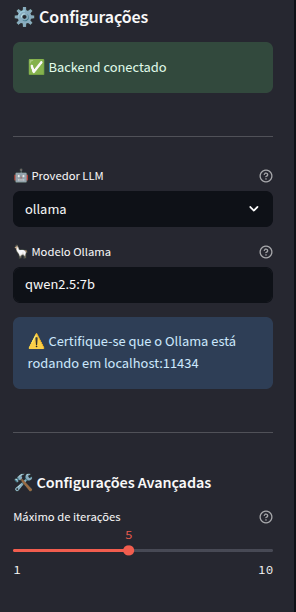 ⚙️ Configurações
✅ Backend conectado
🤖 Provedor LLM
ollama
🦙 Modelo Ollama
qwen2.5:7b
⚠️ Certifique-se que o Ollama está
rodando em localhost:11434
🛠️ Configurações Avançadas
Máximo de iterações
5
1 10